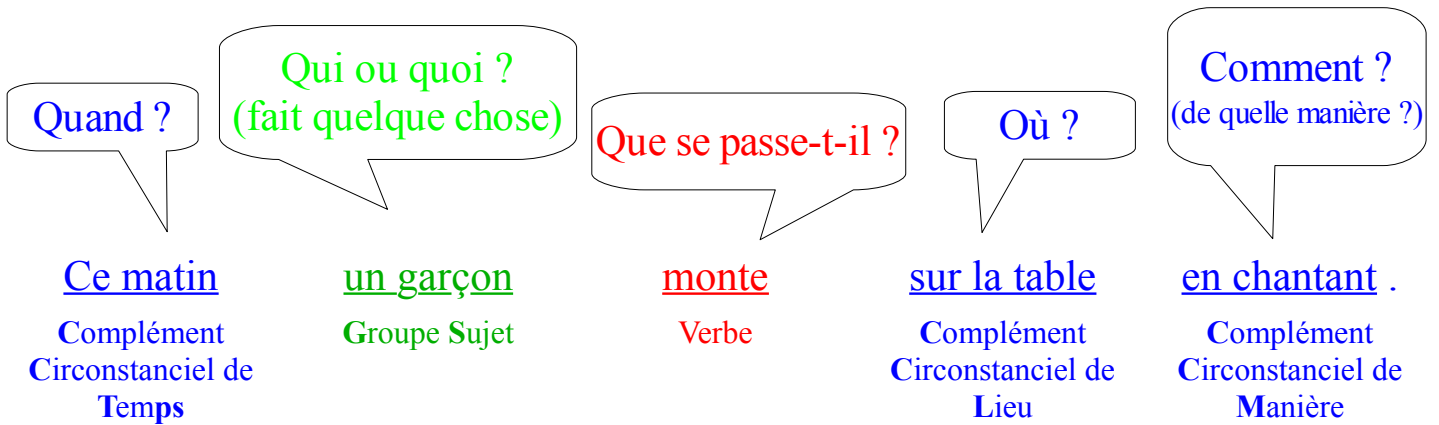 Quand ?
Qui ou quoi ?
(fait quelque chose)
Que se passe-t-il ?
Où ?
Comment ?
(de quelle manière ?)
Ce matin un garçon monte sur la table en chantant .
Complément
Circonstanciel de
Temps
Groupe Sujet
Verbe
Complément
Circonstanciel de
Lieu
Complément
Circonstanciel de
Manière